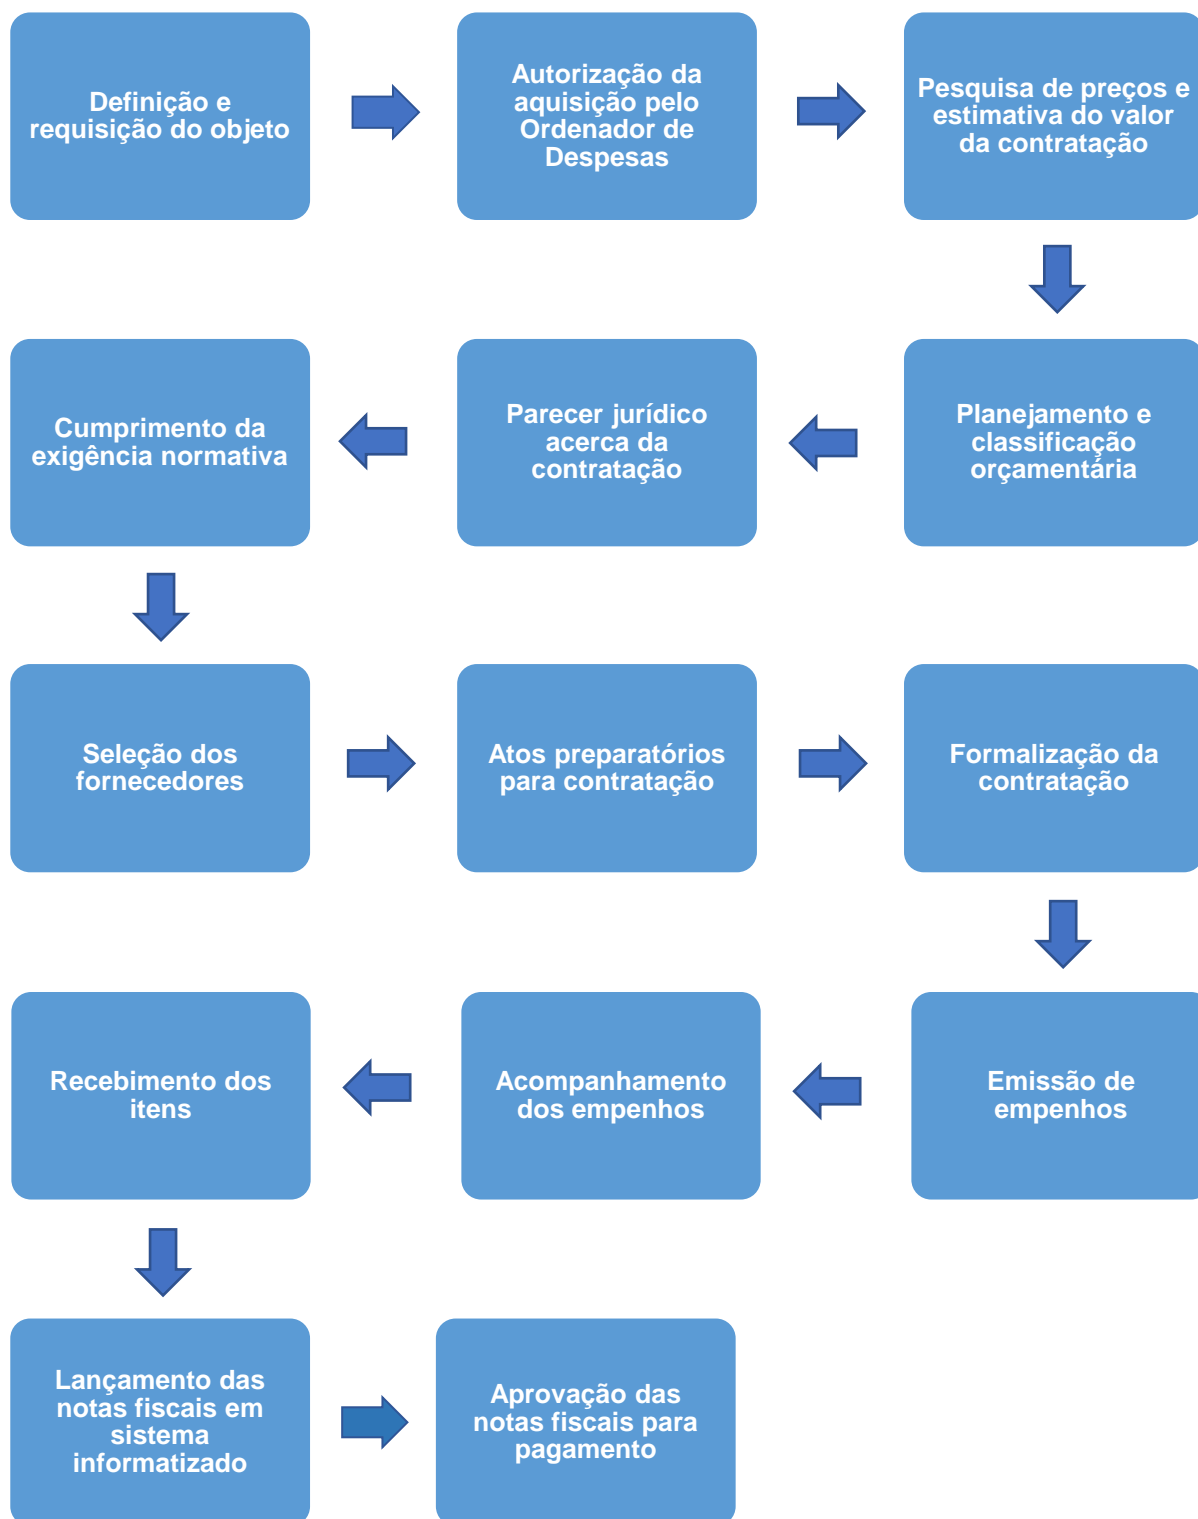 Definição e
requisição do objeto
Autorização da
aquisição pelo
Ordenador de
Despesas
Pesquisa de preços e
estimativa do valor
da contratação
Planejamento e
classificação
orçamentária
Parecer jurídico
acerca da
contratação
Cumprimento da
exigência normativa
Seleção dos
fornecedores
Atos preparatórios
para contratação
Formalização da
contratação
Emissão de
empenhos
Acompanhamento
dos empenhos
Recebimento dos
itens
Lançamento das
notas fiscais em
sistema
informatizado
Aprovação das
notas fiscais para
pagamento